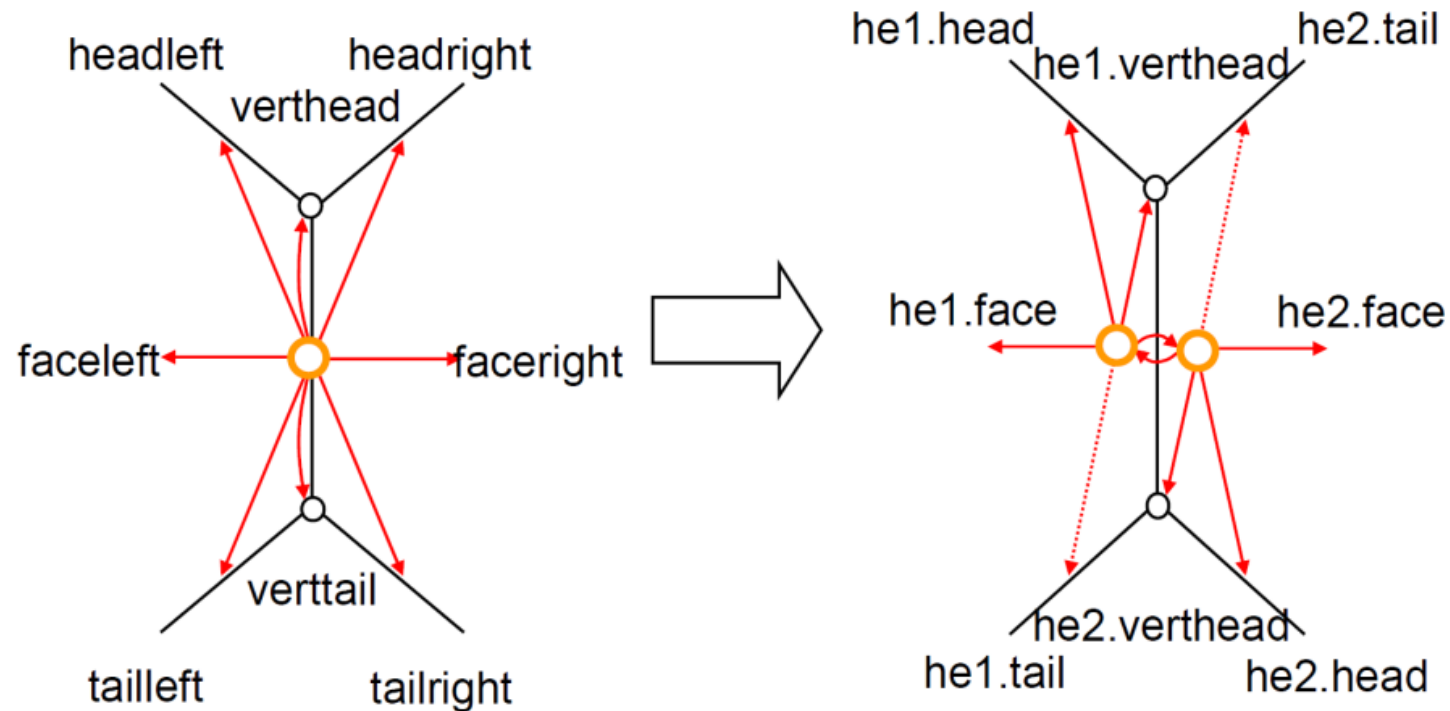 headleft
headright
verthead
faceleft
faceright
verttail
tailleft
tailright
he1.head
he2.tail
he1.verthead
he1.face
he2.face
he2.verthead
he1.tail
he2.head